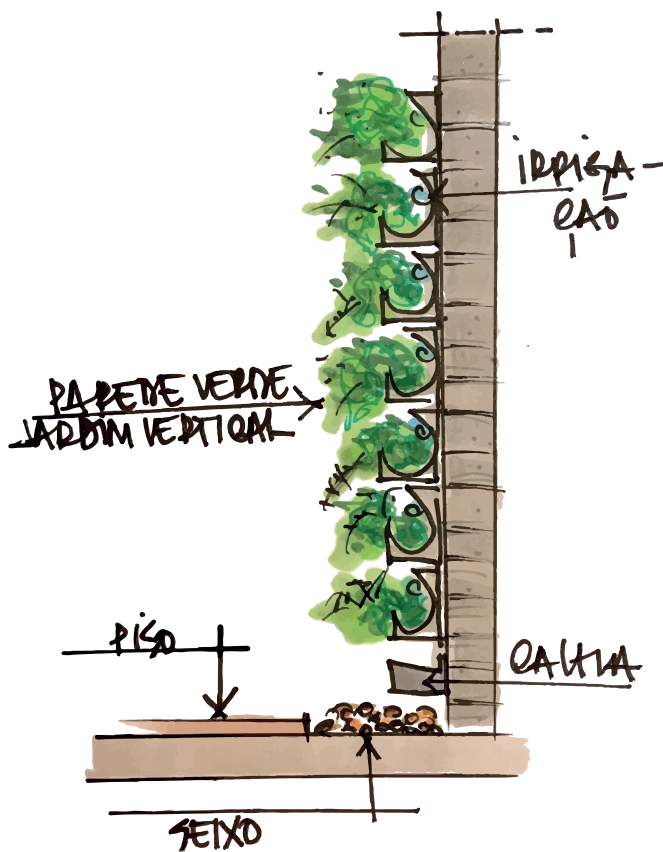 IRRIGA-
ÇÃO
PAREDE VERDE
JARDIM VERTICAL
PISO
CALHA
SEIXO